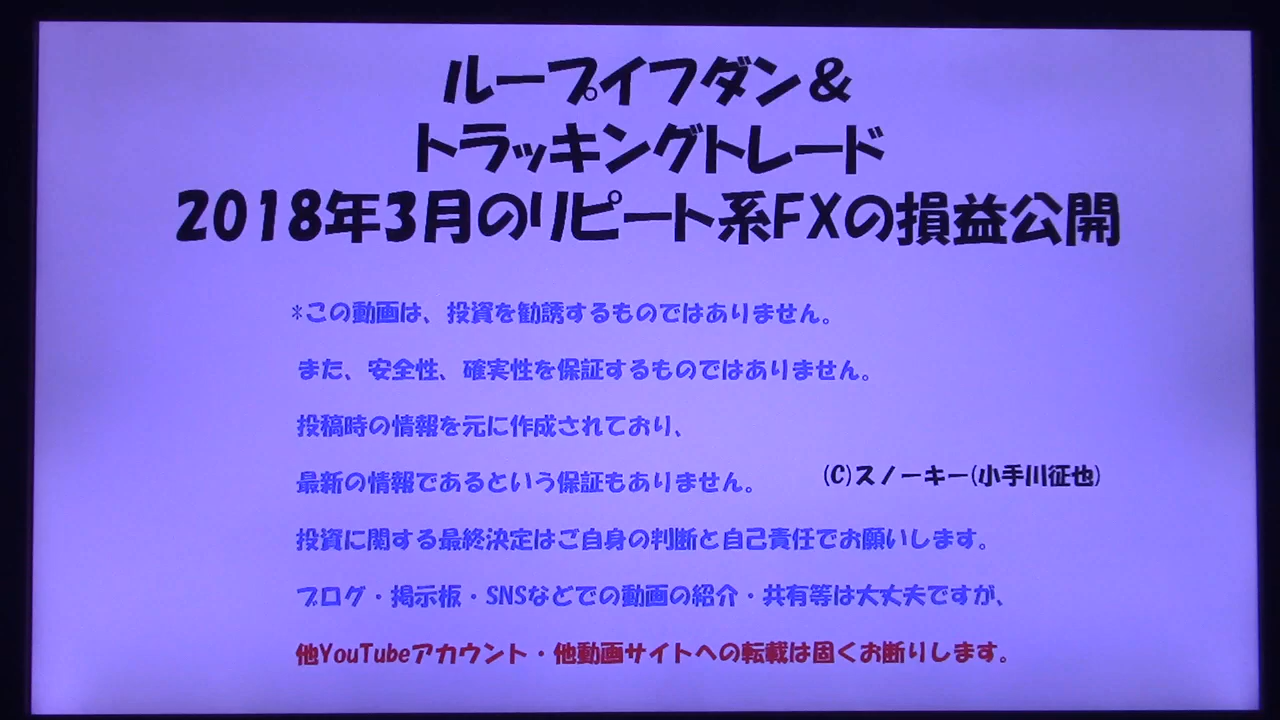 ループイフダン&
トラッキングトレード
2018年3月のリピート系FXの損益公開
*この動画は、投資を勧誘するものではありません。
また、安全性、確実性を保証するものではありません。
投稿時の情報を元に作成されており、
最新の情報であるという保証もありません。
(C)スノーキー(小手川征也)
投資に関する最終決定はご自身の判断と自己責任でお願いします。
ブログ・掲示板・SNSなどでの動画の紹介・共有等は大丈夫ですが、
他YouTubeアカウント・他動画サイトへの転載は固くお断りします。